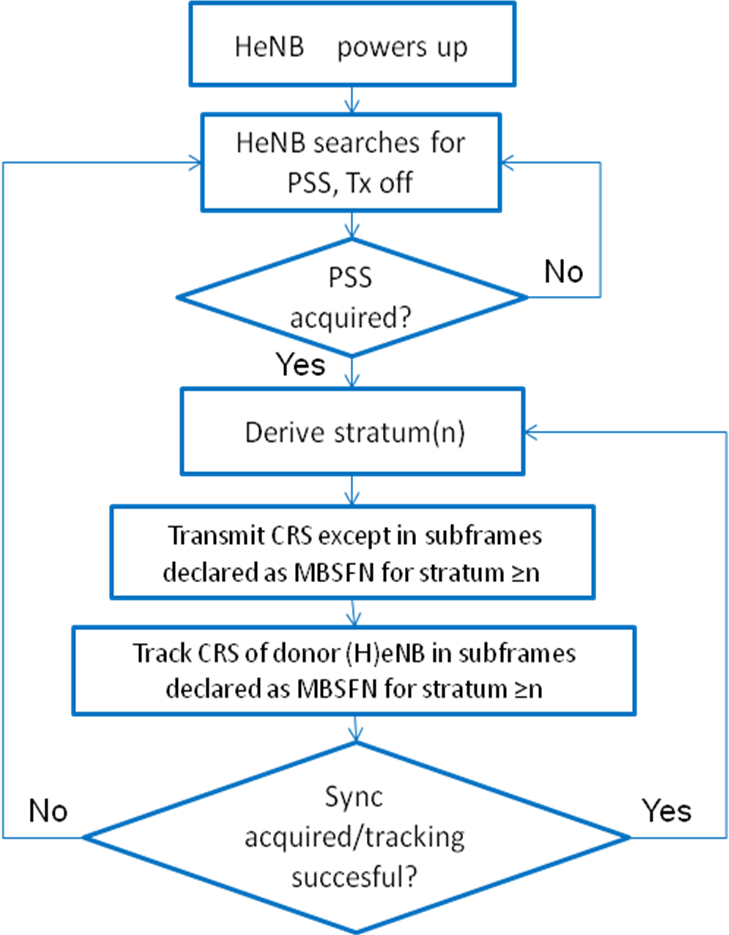 HeNB powers up
HeNB searches for
PSS, Tx off
PSS
acquired?
No
Yes
Derive stratum(n)
Transmit CRS except in subframes
declared as MBSFN for stratum ≥n
Track CRS of donor (H)eNB in subframes
declared as MBSFN for stratum ≥n
Sync
acquired/tracking
succesful?
No
Yes